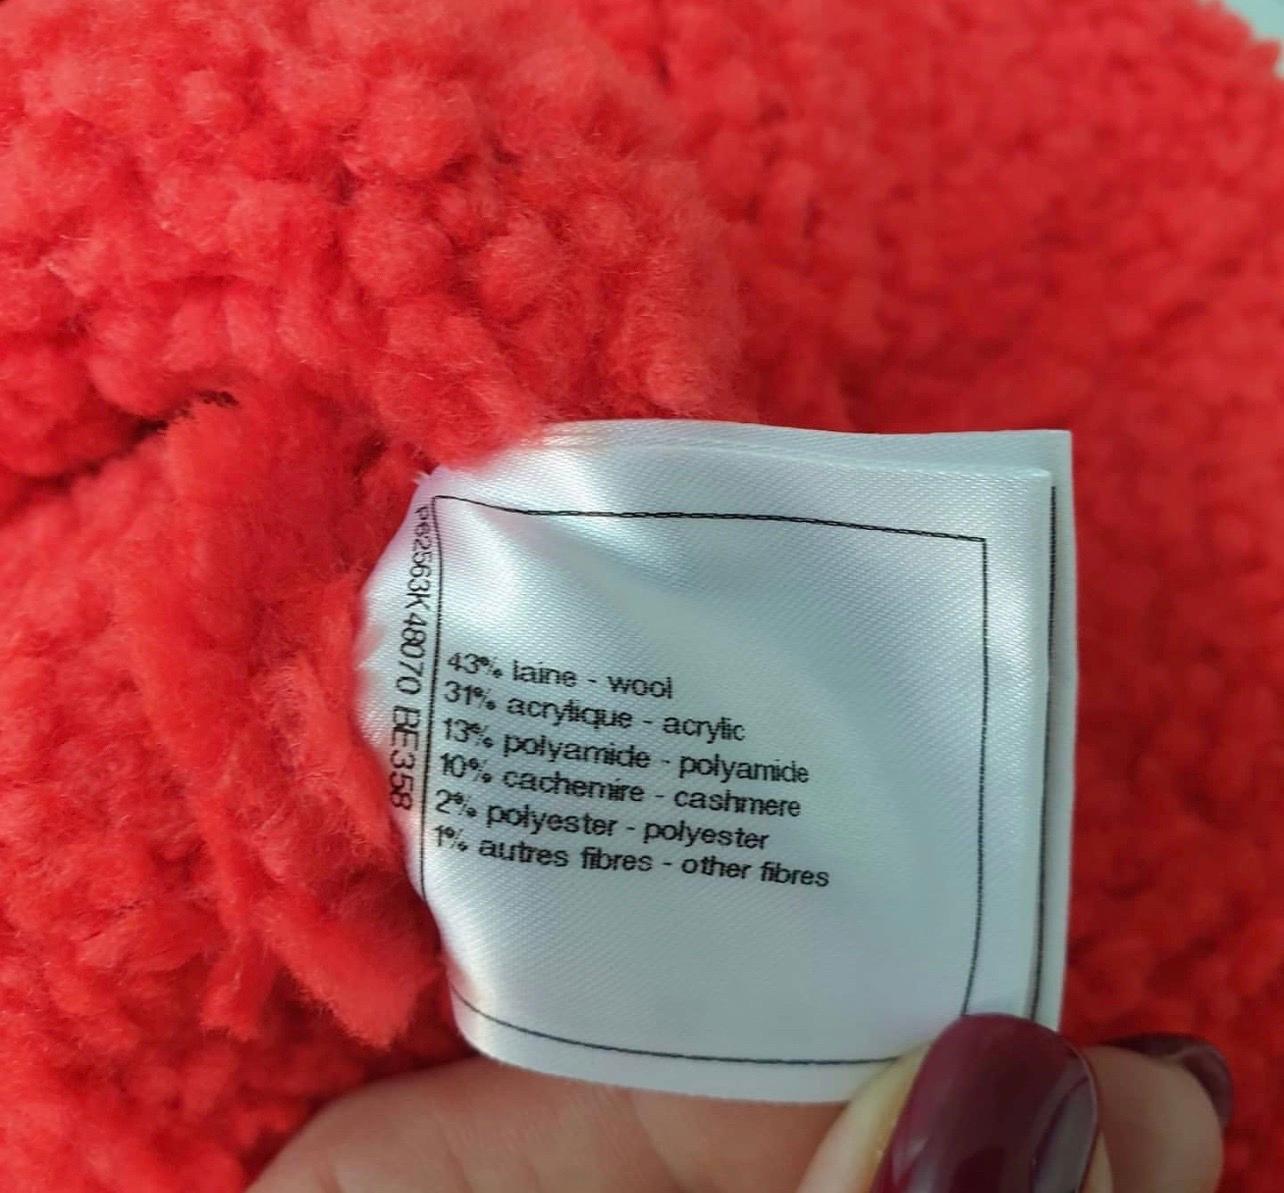 P62563K48070 BE358
43% laine - wool
31% acrylique - acrylic
13% polyamide - polyamide
10% cachemire - cashmere
2% polyester - polyester
1% autres fibres - other fibres